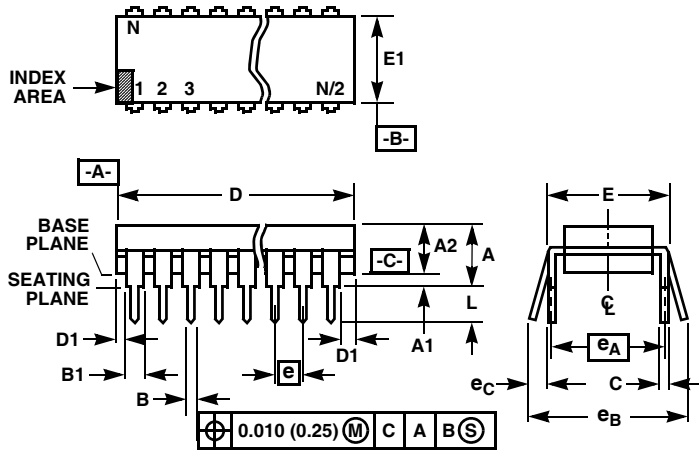 N
E1
INDEX
AREA
1 2 3 N/2
-B-
-A-
D
E
BASE
PLANE
A2
A
-C-
SEATING
PLANE
L
C
L
D1
A1
D1
eA
B1
e
eC
C
B
eB
0.010 (0.25) M C A B S